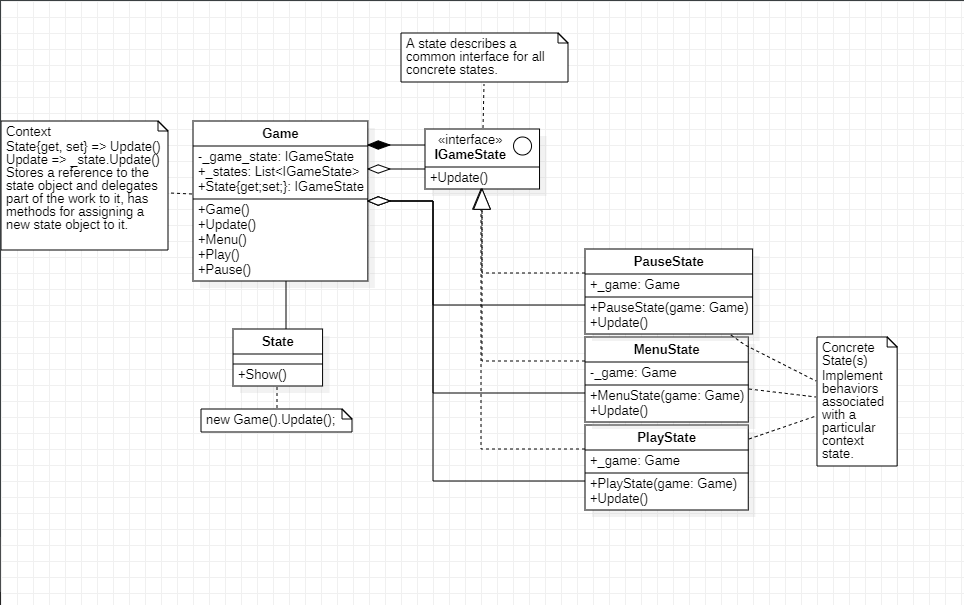 A state describes a
common interface for all
concrete states.
Context
State{get, set} => Update()
Update => _state.Update()
Stores a reference to the
state object and delegates
part of the work to it, has
methods for assigning a
new state object to it.
Game
-_game_state: IGameState
+_states: List<IGameState>
+State{get;set;}: IGameState
+Game()
+Update()
+Menu()
+Play()
+Pause()
«interface»
IGameState
+Update()
State
+Show()
new Game().Update();
PauseState
+_game: Game
+PauseState(game: Game)
+Update()
MenuState
-_game: Game
+MenuState(game: Game)
+Update()
PlayState
+_game: Game
+PlayState(game: Game)
+Update()
Concrete
State(s)
Implement
behaviors
associated
with a
particular
context
state.